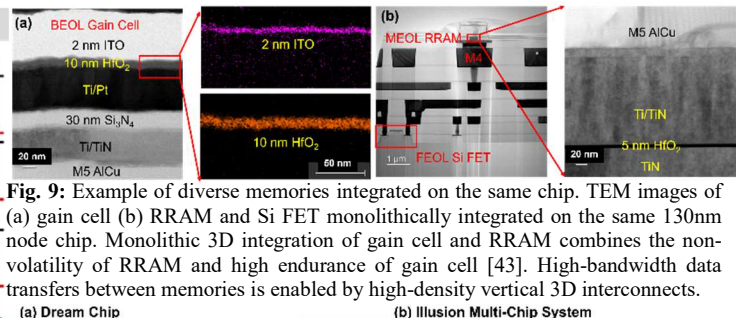 (a)
BEOL Gain Cell
2 nm ITO
10 nm HfO2
Ti/Pt
30 nm Si3N4
Ti/TiN
20 nm
M5 AlCu
2 nm ITO
10 nm HfO2
50 nm
(b)
MEOL RRAM
M4
FEOL Si FET
1 μm
M5 AlCu
Ti/TiN
5 nm HfO2
20 nm
TiN
Fig. 9: Example of diverse memories integrated on the same chip. TEM images of
(a) gain cell (b) RRAM and Si FET monolithically integrated on the same 130nm
node chip. Monolithic 3D integration of gain cell and RRAM combines the non-
volatility of RRAM and high endurance of gain cell [43]. High-bandwidth data
transfers between memories is enabled by high-density vertical 3D interconnects.
(a) Dream Chip
(b) Illusion Multi-Chip System